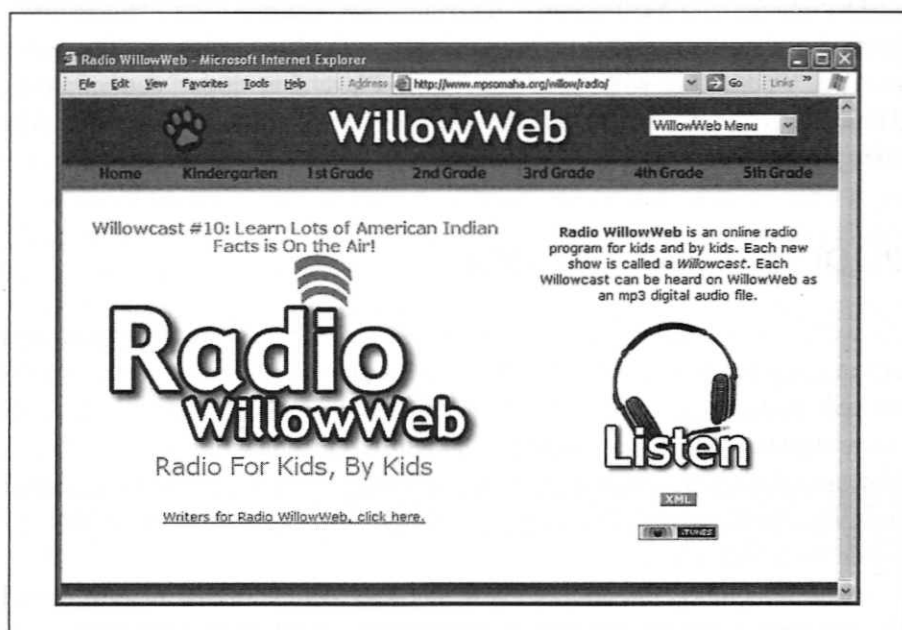 Radio WillowWeb - Microsoft Internet Explorer
File Edit View Favorites Tools Help Address http://www.mpsomaha.org/willow/radio/ Go Links »
WillowWeb
WillowWeb Menu
Home Kindergarten 1st Grade 2nd Grade 3rd Grade 4th Grade 5th Grade
Willowcast #10: Learn Lots of American Indian
Facts is On the Air!
Radio
WillowWeb
Radio For Kids, By Kids
Writers for Radio WillowWeb, click here.
Radio WillowWeb is an online radio
program for kids and by kids. Each new
show is called a Willowcast. Each
Willowcast can be heard on WillowWeb as
an mp3 digital audio file.
Listen
XML
iTUNES